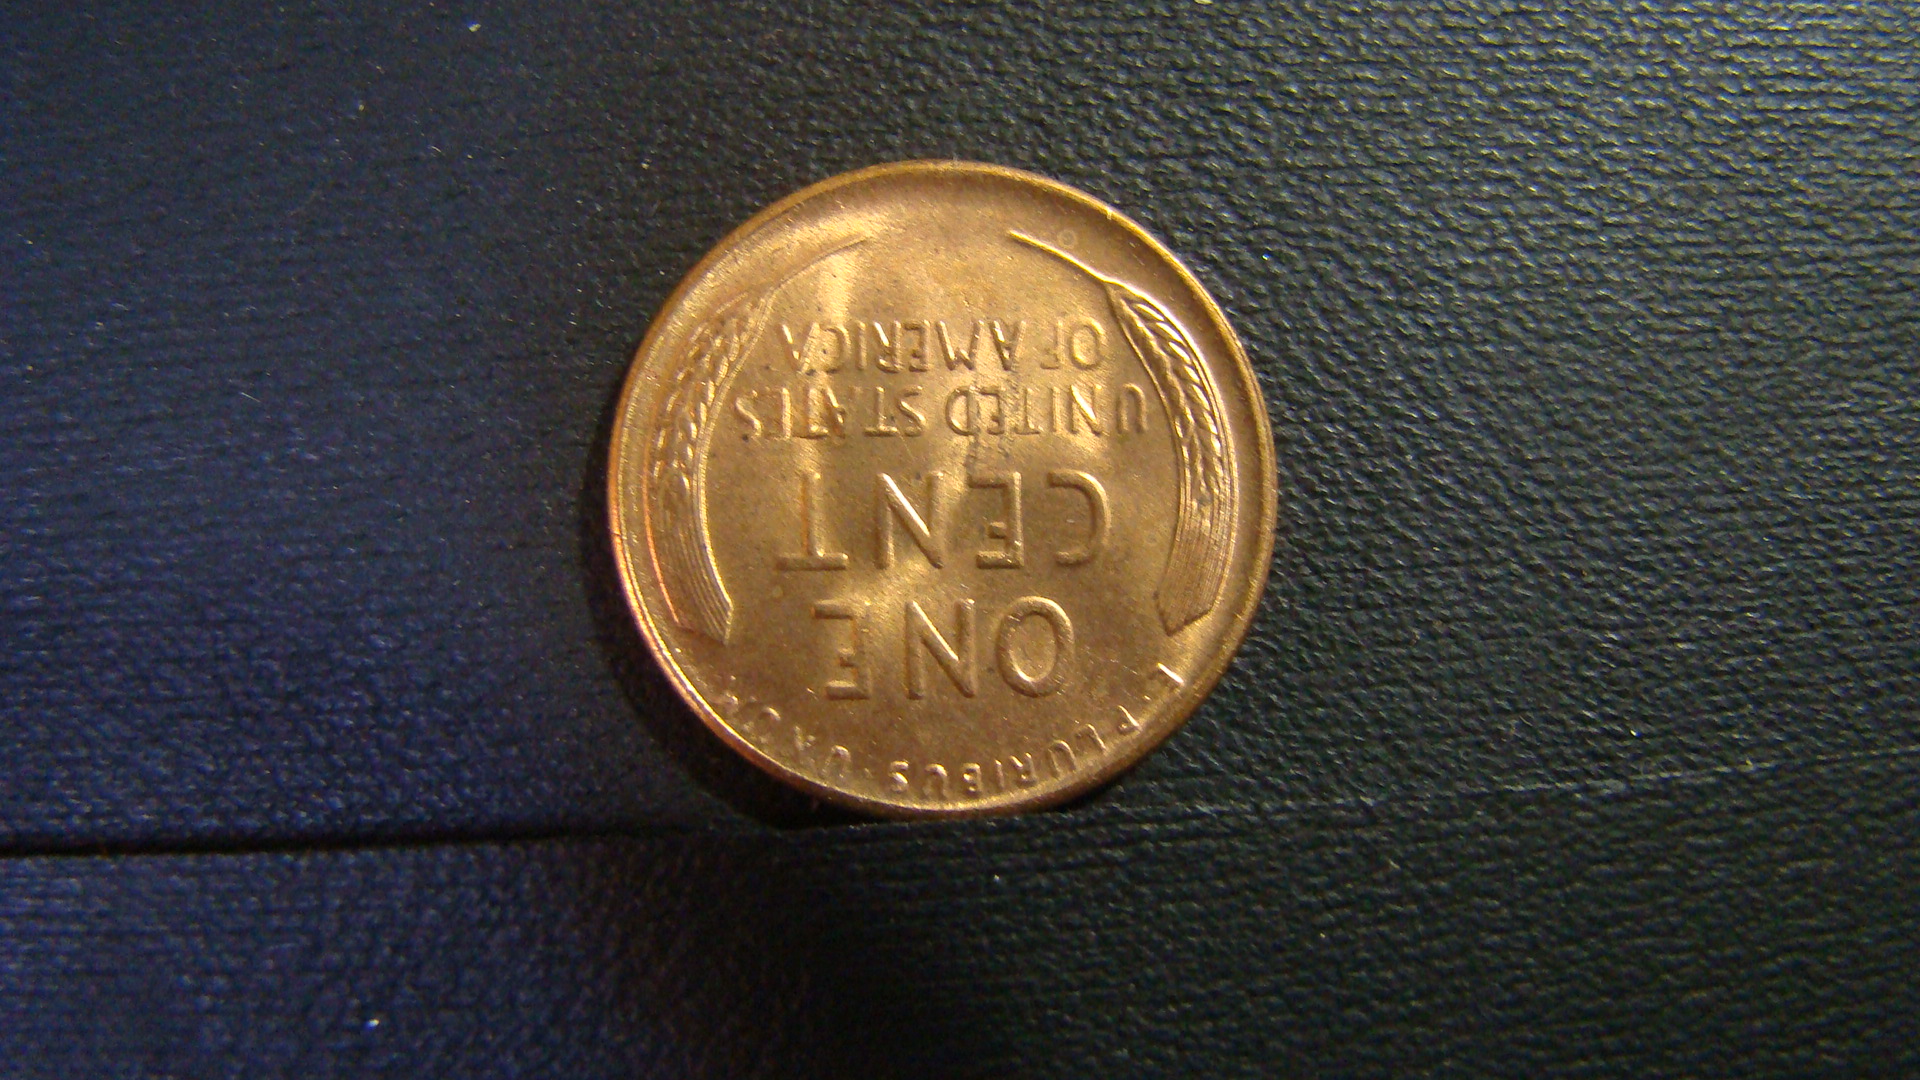 E·PLURIBUS·UNUM
ONE
CENT
UNITED STATES
OF AMERICA